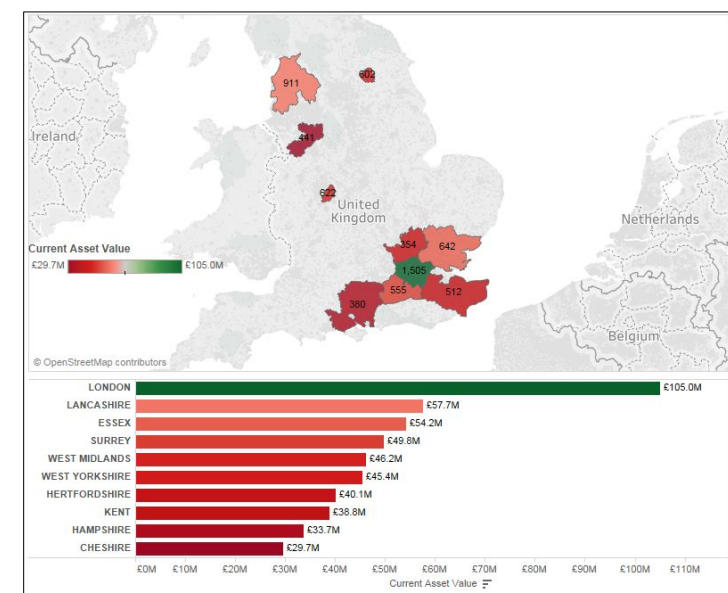 911
602
Ireland
441
622
United
Kingdom
Netherlands
354
642
Current Asset Value
£29.7M
£105.0M
1,505
555
512
380
Belgium
© OpenStreetMap contributors
LONDON £105.0M
LANCASHIRE £57.7M
ESSEX £54.2M
SURREY £49.8M
WEST MIDLANDS £46.2M
WEST YORKSHIRE £45.4M
HERTFORDSHIRE £40.1M
KENT £38.8M
HAMPSHIRE £33.7M
CHESHIRE £29.7M
£0M £10M £20M £30M £40M £50M £60M £70M £80M £90M £100M £110M
Current Asset Value